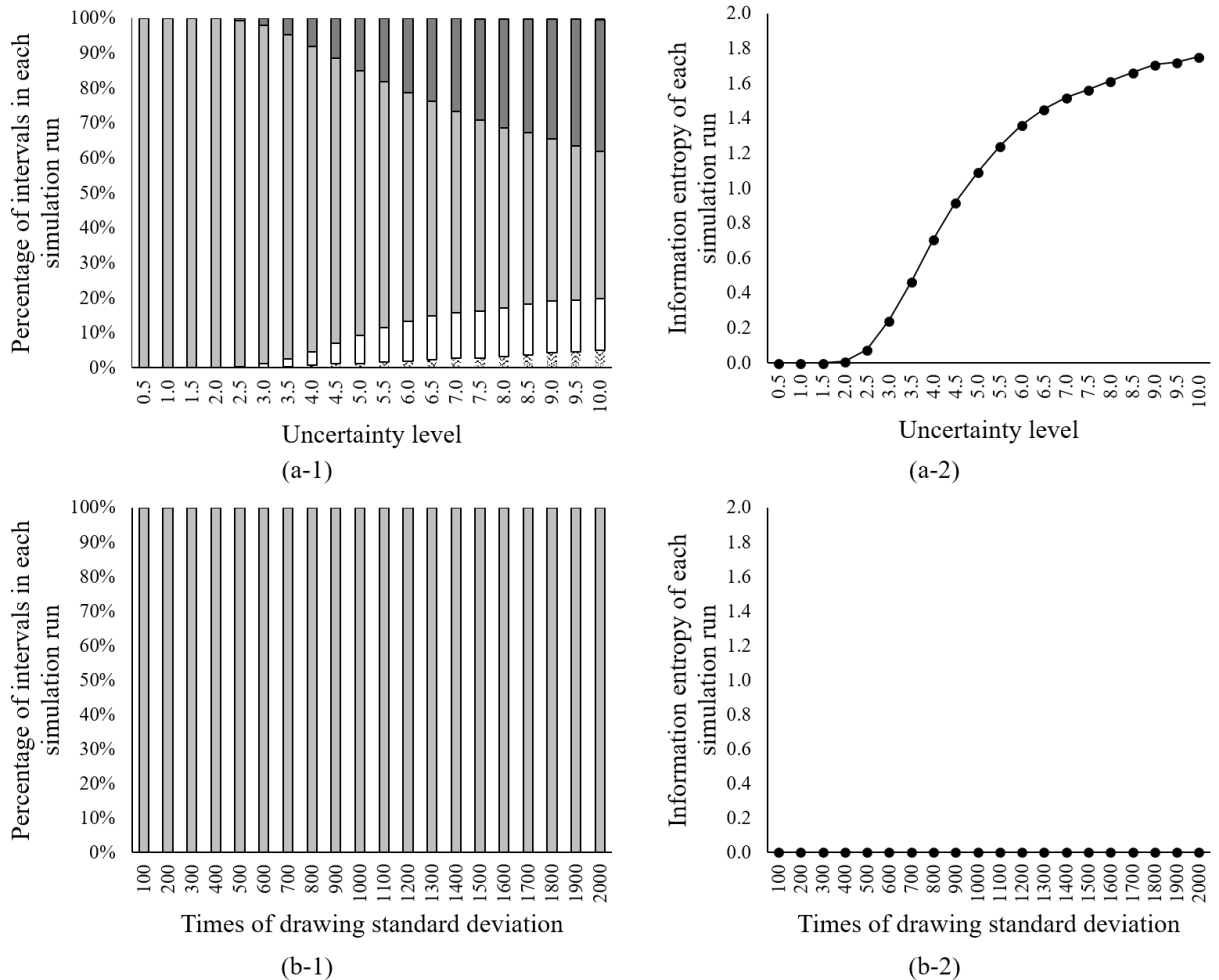 Percentage of intervals in each
simulation run
100%
90%
80%
70%
60%
50%
40%
30%
20%
10%
0%
0.5 1.0 1.5 2.0 2.5 3.0 3.5 4.0 4.5 5.0 5.5 6.0 6.5 7.0 7.5 8.0 8.5 9.0 9.5 10.0
Uncertainty level
(a-1)
Information entropy of each
simulation run
2.0
1.8
1.6
1.4
1.2
1.0
0.8
0.6
0.4
0.2
0.0
0.5 1.0 1.5 2.0 2.5 3.0 3.5 4.0 4.5 5.0 5.5 6.0 6.5 7.0 7.5 8.0 8.5 9.0 9.5 10.0
Uncertainty level
(a-2)
Percentage of intervals in each
simulation run
100%
90%
80%
70%
60%
50%
40%
30%
20%
10%
0%
100 200 300 400 500 600 700 800 900 1000 1100 1200 1300 1400 1500 1600 1700 1800 1900 2000
Times of drawing standard deviation
(b-1)
Information entropy of each
simulation run
2.0
1.8
1.6
1.4
1.2
1.0
0.8
0.6
0.4
0.2
0.0
100 200 300 400 500 600 700 800 900 1000 1100 1200 1300 1400 1500 1600 1700 1800 1900 2000
Times of drawing standard deviation
(b-2)